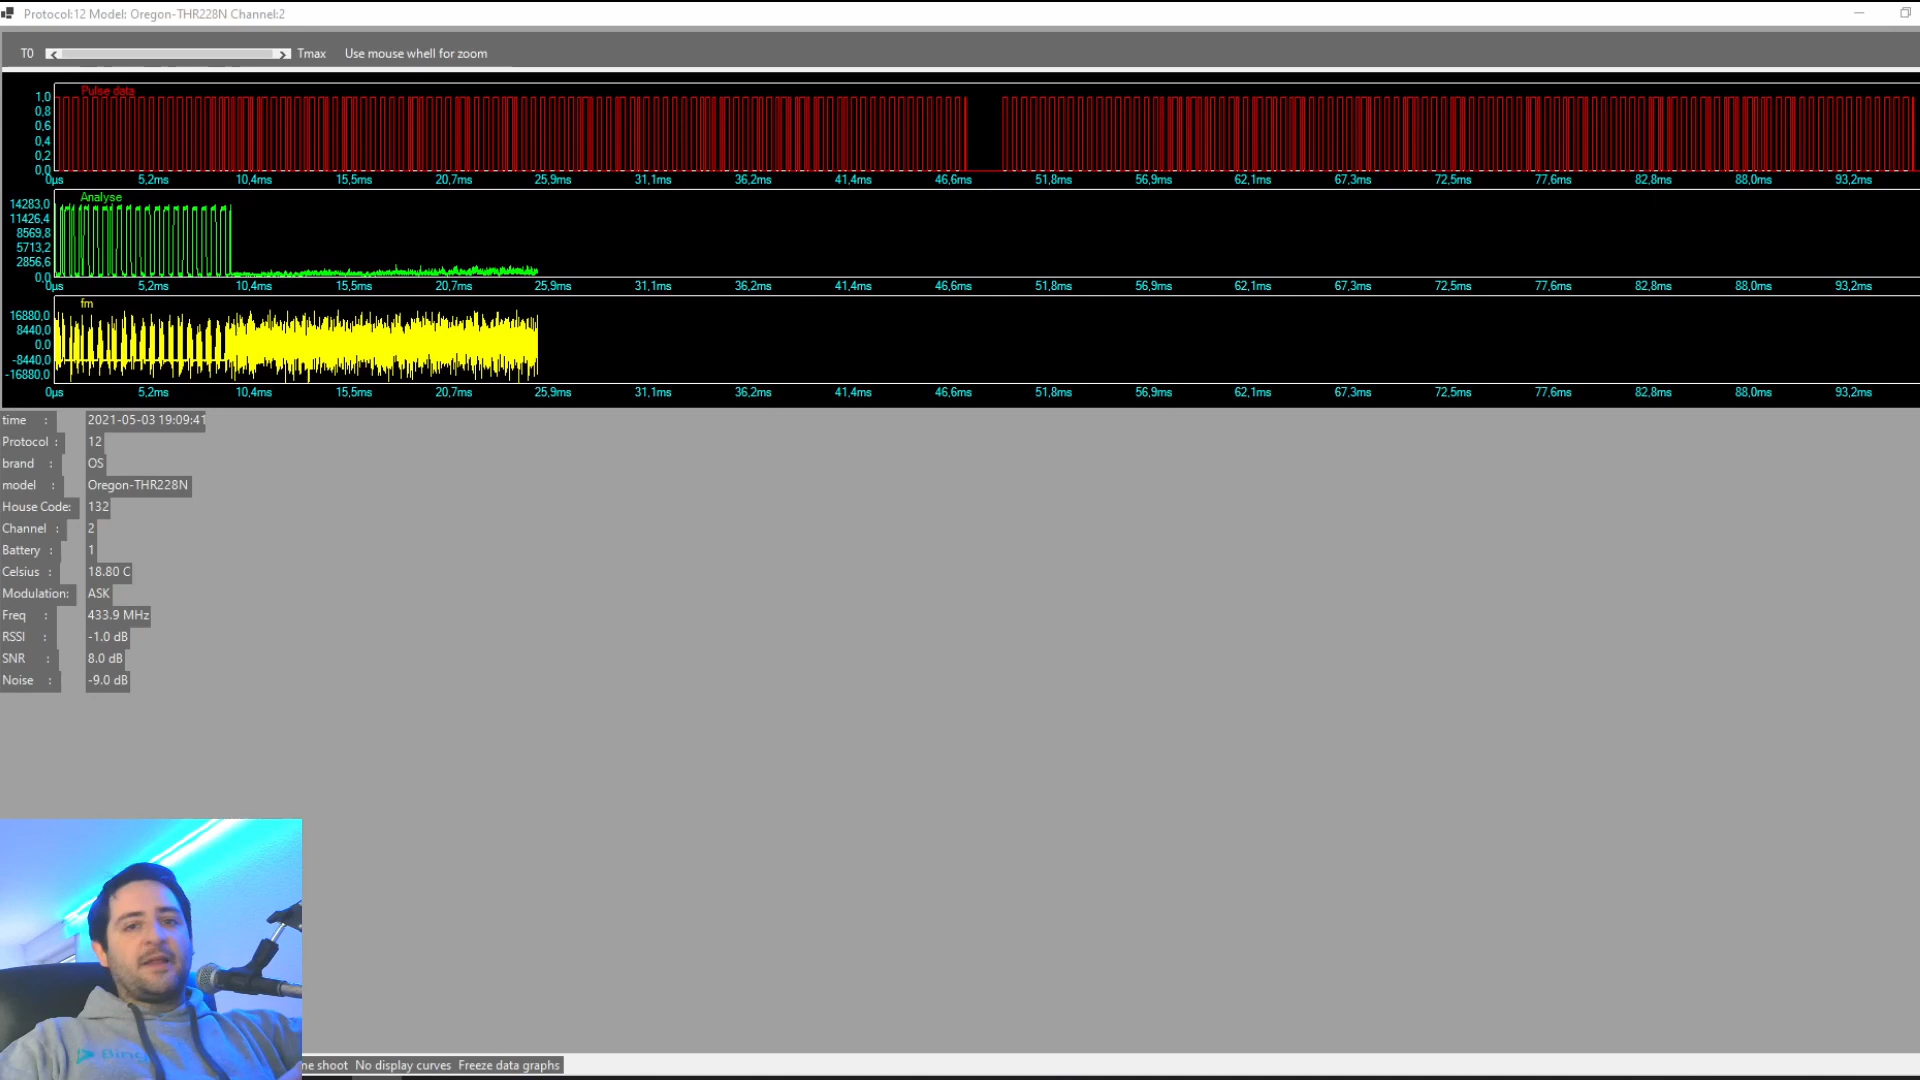 Protocol:12 Model: Oregon-THR228N Channel:2
T0 Tmax Use mouse whell for zoom
Pulse data
1,0
0,8
0,6
0,4
0,2
0,0
0µs 5,2ms 10,4ms 15,5ms 20,7ms 25,9ms 31,1ms 36,2ms 41,4ms 46,6ms 51,8ms 56,9ms 62,1ms 67,3ms 72,5ms 77,6ms 82,8ms 88,0ms 93,2ms
Analyse
14283,0
11426,4
8569,8
5713,2
2856,6
0,0
0µs 5,2ms 10,4ms 15,5ms 20,7ms 25,9ms 31,1ms 36,2ms 41,4ms 46,6ms 51,8ms 56,9ms 62,1ms 67,3ms 72,5ms 77,6ms 82,8ms 88,0ms 93,2ms
fm
16880,0
8440,0
0,0
-8440,0
-16880,0
0µs 5,2ms 10,4ms 15,5ms 20,7ms 25,9ms 31,1ms 36,2ms 41,4ms 46,6ms 51,8ms 56,9ms 62,1ms 67,3ms 72,5ms 77,6ms 82,8ms 88,0ms 93,2ms
time : 2021-05-03 19:09:41
Protocol : 12
brand : OS
model : Oregon-THR228N
House Code: 132
Channel : 2
Battery : 1
Celsius : 18.80 C
Modulation: ASK
Freq : 433.9 MHz
RSSI : -1.0 dB
SNR : 8.0 dB
Noise : -9.0 dB
Bing
ne shoot No display curves Freeze data graphs